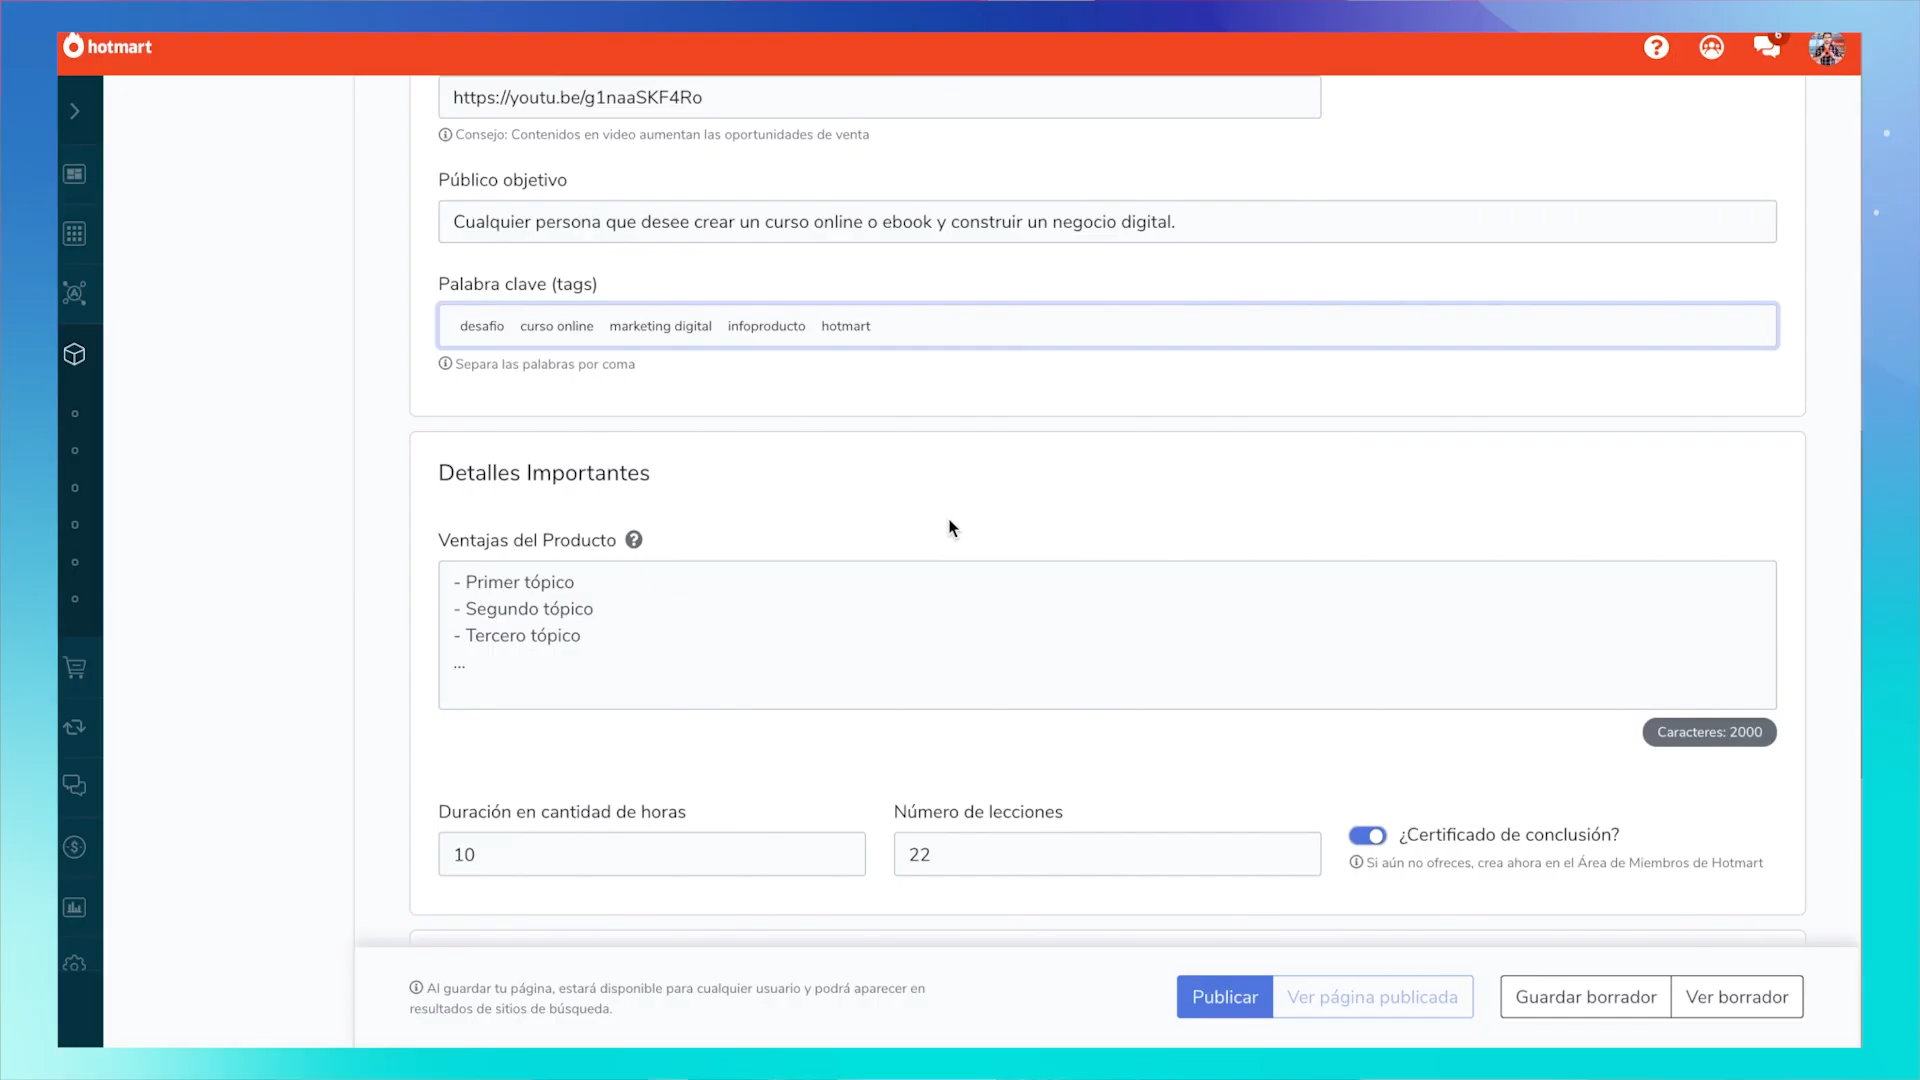 hotmart
6
https://youtu.be/g1naaSKF4Ro
Consejo: Contenidos en video aumentan las oportunidades de venta
Público objetivo
Cualquier persona que desee crear un curso online o ebook y construir un negocio digital.
Palabra clave (tags)
desafio curso online marketing digital infoproducto hotmart
Separa las palabras por coma
Detalles Importantes
Ventajas del Producto
- Primer tópico
- Segundo tópico
- Tercero tópico
...
Caracteres: 2000
Duración en cantidad de horas
Número de lecciones
10
22
¿Certificado de conclusión?
Si aún no ofreces, crea ahora en el Área de Miembros de Hotmart
Al guardar tu página, estará disponible para cualquier usuario y podrá aparecer en
resultados de sitios de búsqueda.
Publicar
Ver página publicada
Guardar borrador
Ver borrador